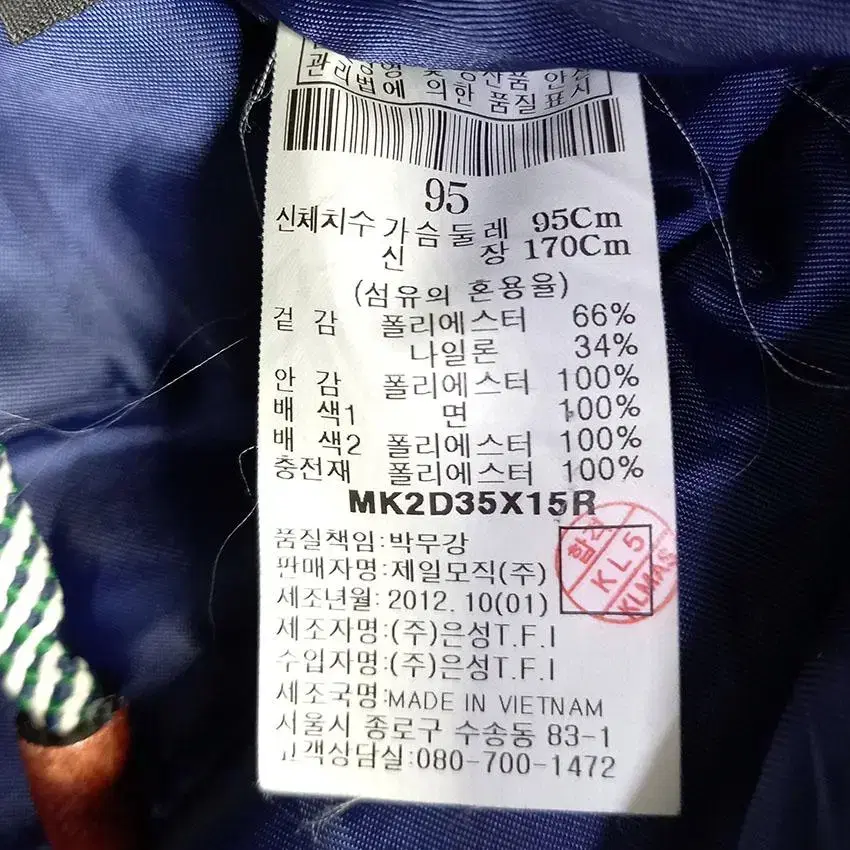 관리법에 의한 품질표시
95
신체치수 가슴둘레 95Cm
신 장 170Cm
(섬유의 혼용율)
겉 감 폴리에스터 66%
나일론 34%
안 감 폴리에스터 100%
배 색1 면 100%
배 색2 폴리에스터 100%
충전재 폴리에스터 100%
MK2D35X15R
품질책임:박무강
판매자명:제일모직(주)
제조년월:2012.10(01)
제조자명:(주)은성T.F.I
수입자명:(주)은성T.F.I
제조국명:MADE IN VIETNAM
서울시 종로구 수송동 83-1
고객상담실:080-700-1472
합격
KL5
KLMAS